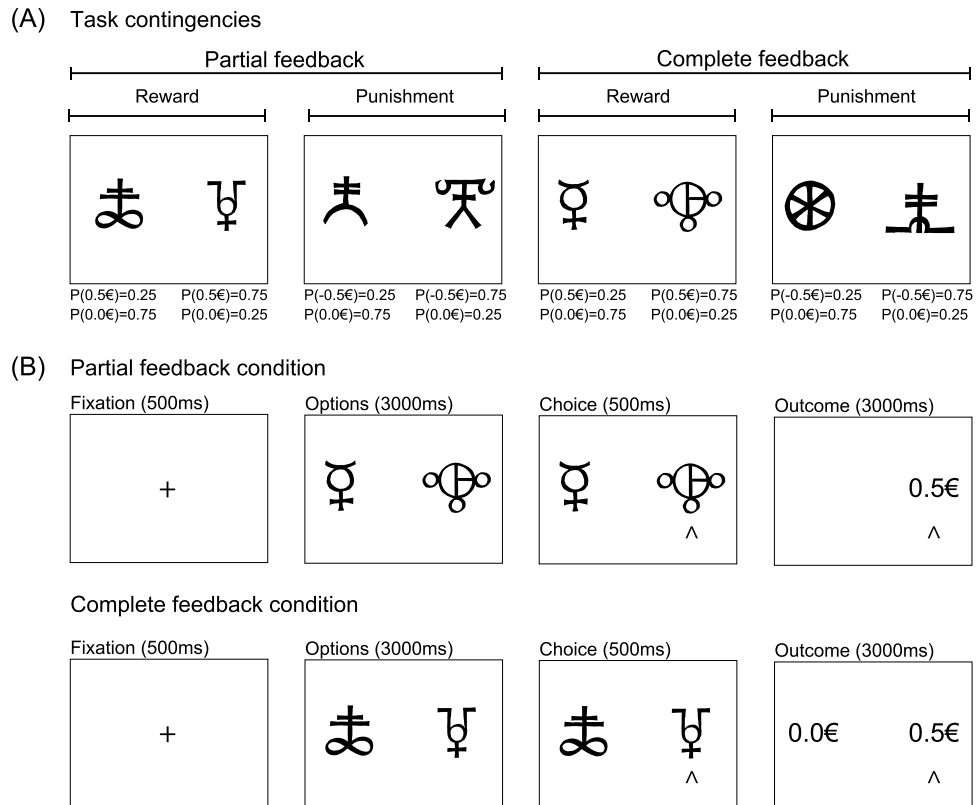 (A) Task contingencies
Partial feedback Complete feedback
Reward Punishment Reward Punishment
P(0.5€)=0.25 P(0.5€)=0.75 P(-0.5€)=0.25 P(-0.5€)=0.75 P(0.5€)=0.25 P(0.5€)=0.75 P(-0.5€)=0.25 P(-0.5€)=0.75
P(0.0€)=0.75 P(0.0€)=0.25 P(0.0€)=0.75 P(0.0€)=0.25 P(0.0€)=0.75 P(0.0€)=0.25 P(0.0€)=0.75 P(0.0€)=0.25
(B) Partial feedback condition
Fixation (500ms) Options (3000ms) Choice (500ms) Outcome (3000ms)
+ 0.5€
^ ^
Complete feedback condition
Fixation (500ms) Options (3000ms) Choice (500ms) Outcome (3000ms)
+ 0.0€ 0.5€
^ ^